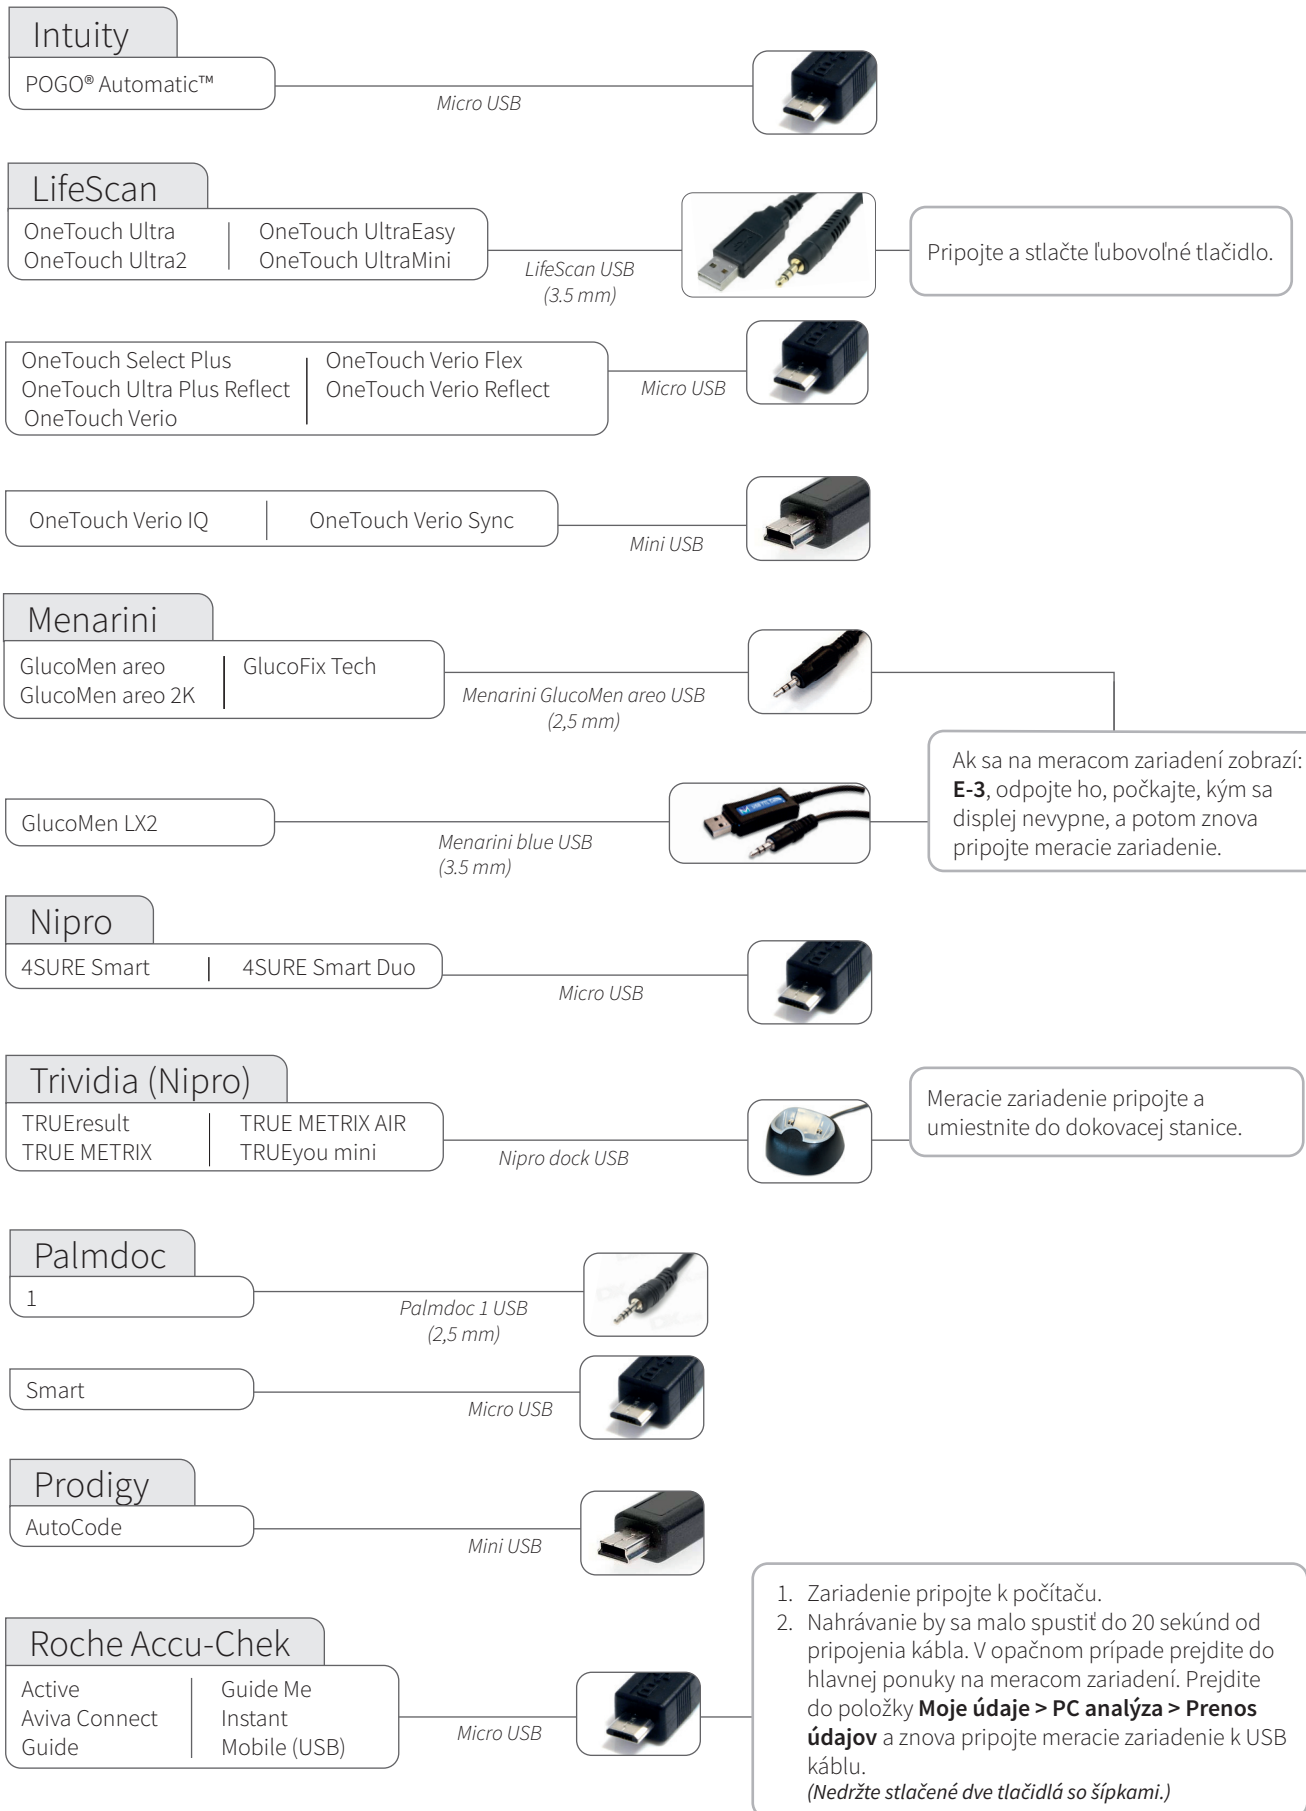 Intuity
POGO® Automatic™
Micro USB
LifeScan
OneTouch Ultra
OneTouch Ultra2
OneTouch UltraEasy
OneTouch UltraMini
LifeScan USB
(3.5 mm)
Pripojte a stlačte ľubovoľné tlačidlo.
OneTouch Select Plus
OneTouch Ultra Plus Reflect
OneTouch Verio
OneTouch Verio Flex
OneTouch Verio Reflect
Micro USB
OneTouch Verio IQ
OneTouch Verio Sync
Mini USB
Menarini
GlucoMen areo
GlucoMen areo 2K
GlucoFix Tech
Menarini GlucoMen areo USB
(2,5 mm)
GlucoMen LX2
Menarini blue USB
(3.5 mm)
Ak sa na meracom zariadení zobrazí:
E-3, odpojte ho, počkajte, kým sa
displej nevypne, a potom znova
pripojte meracie zariadenie.
Nipro
4SURE Smart
4SURE Smart Duo
Micro USB
Trividia (Nipro)
TRUEresult
TRUE METRIX
TRUE METRIX AIR
TRUEyou mini
Nipro dock USB
Meracie zariadenie pripojte a
umiestnite do dokovacej stanice.
Palmdoc
1
Palmdoc 1 USB
(2,5 mm)
Smart
Micro USB
Prodigy
AutoCode
Mini USB
Roche Accu-Chek
Active
Aviva Connect
Guide
Guide Me
Instant
Mobile (USB)
Micro USB
1. Zariadenie pripojte k počítaču.
2. Nahrávanie by sa malo spustiť do 20 sekúnd od
pripojenia kábla. V opačnom prípade prejdite do
hlavnej ponuky na meracom zariadení. Prejdite
do položky Moje údaje > PC analýza > Prenos
údajov a znova pripojte meracie zariadenie k USB
káblu.
(Nedržte stlačené dve tlačidlá so šípkami.)